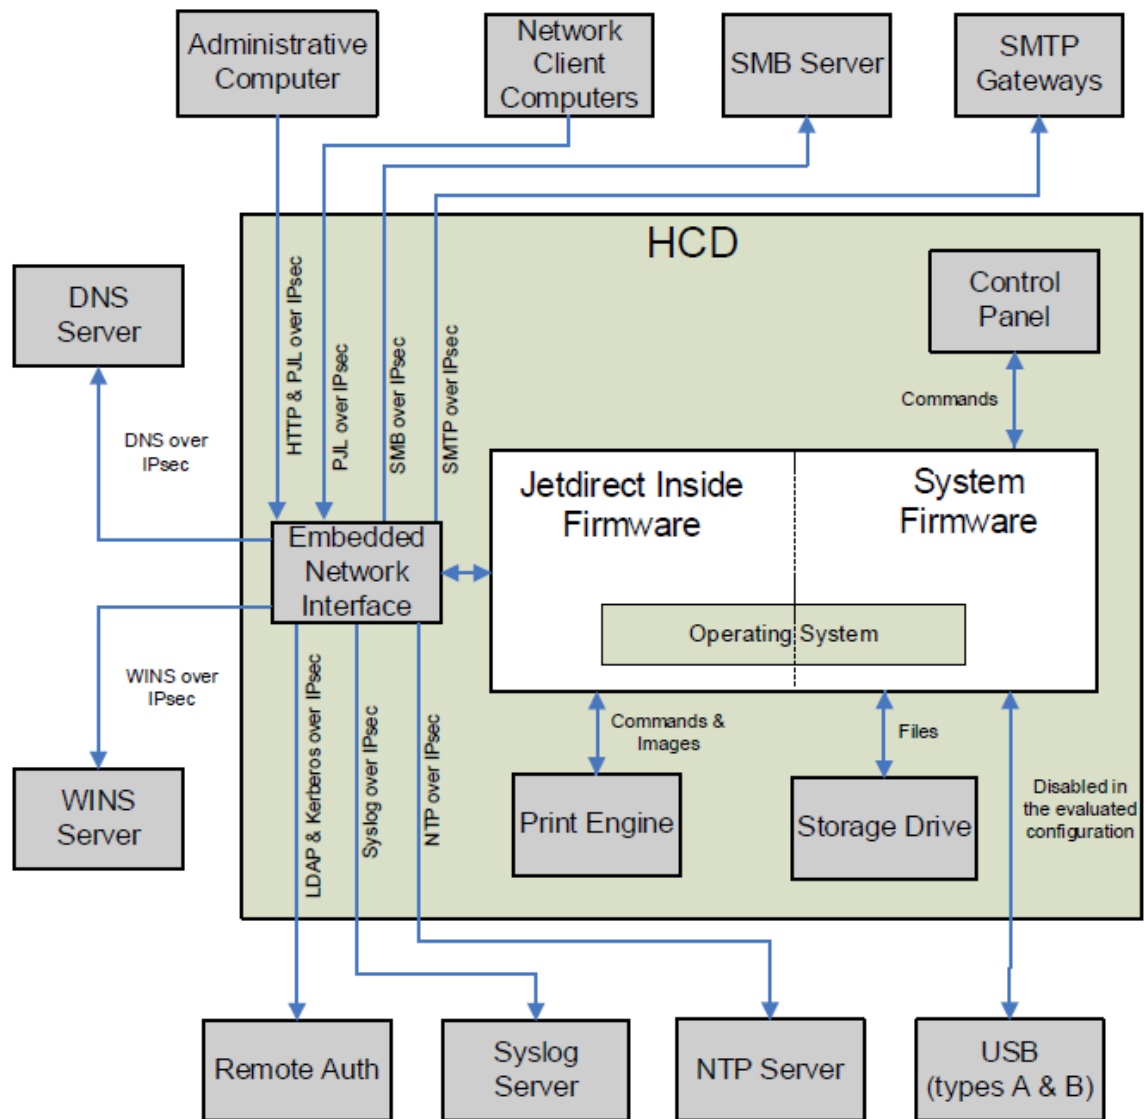 Administrative
Computer
Network
Client
Computers
SMB Server
SMTP
Gateways
HCD
DNS
Server
Control
Panel
HTTP & PJL over IPsec
PJL over IPsec
SMB over IPsec
SMTP over IPsec
Commands
DNS over
IPsec
Jetdirect Inside
Firmware
System
Firmware
Embedded
Network
Interface
Operating System
WINS over
IPsec
LDAP & Kerberos over IPsec
Syslog over IPsec
NTP over IPsec
Commands &
Images
Files
Disabled in
the evaluated
configuration
WINS
Server
Print Engine
Storage Drive
Remote Auth
Syslog
Server
NTP Server
USB
(types A & B)